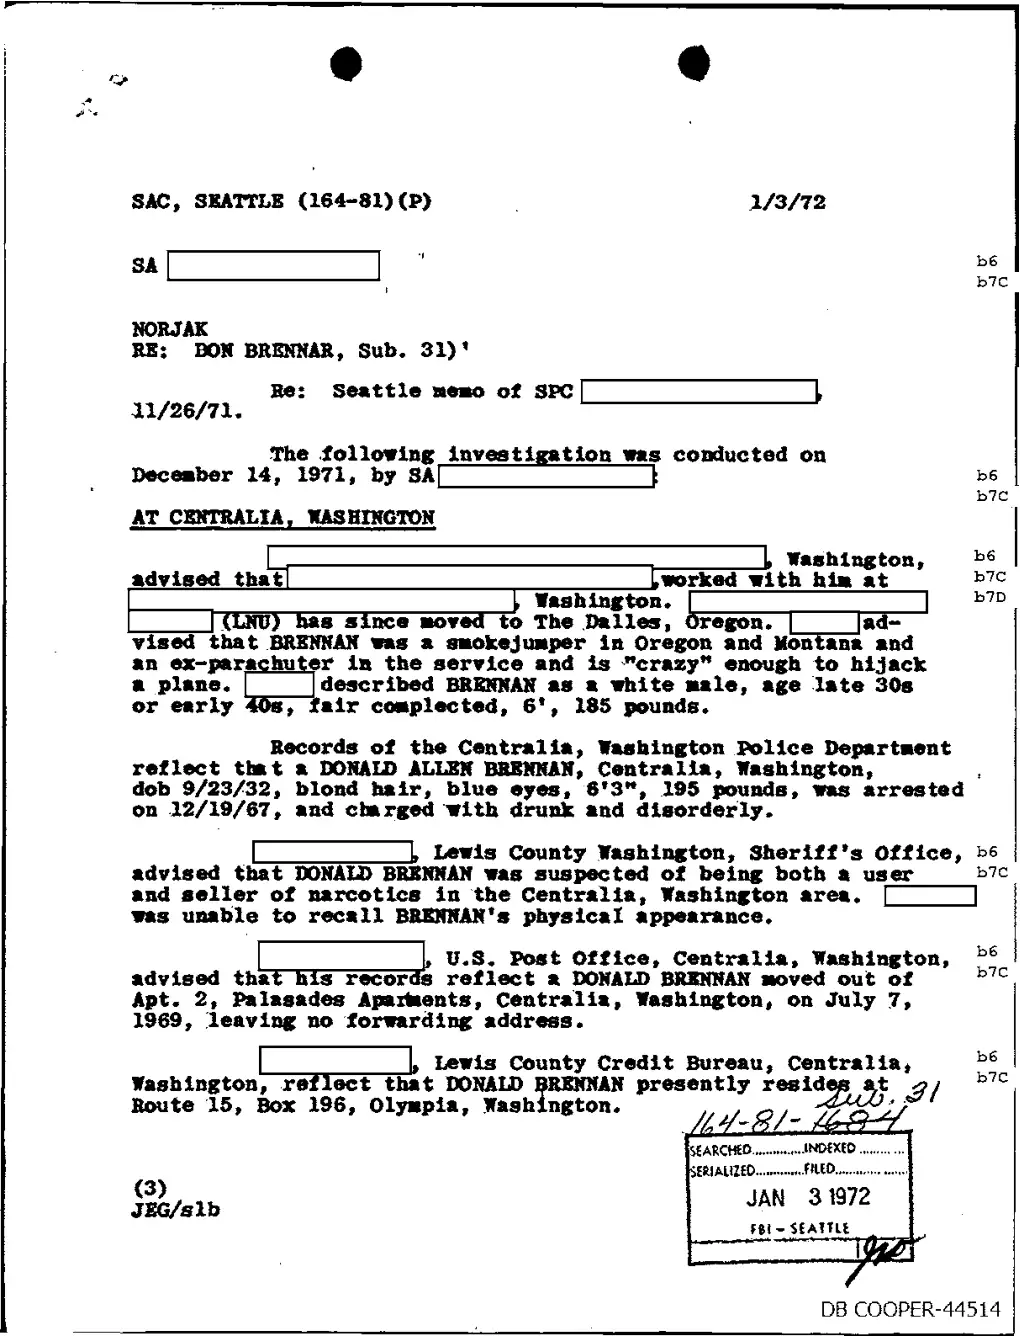 SAC, SEATTLE (164-81)(P) 1/3/72
SA
b6
b7C
NORJAK
RE: DON BRENNAR, Sub. 31)'
Re: Seattle memo of SPC ,
11/26/71.
The following investigation was conducted on
December 14, 1971, by SA :
b6
b7C
AT CENTRALIA, WASHINGTON
, Washington,
b6
advised that ,worked with him at
b7C
, Washington.
b7D
(LNU) has since moved to The Dalles, Oregon. ad-
vised that BRENNAN was a smokejumper in Oregon and Montana and
an ex-parachuter in the service and is "crazy" enough to hijack
a plane. described BRENNAN as a white male, age late 30s
or early 40s, fair complected, 6', 185 pounds.
Records of the Centralia, Washington Police Department
reflect that a DONALD ALLEN BRENNAN, Centralia, Washington,
dob 9/23/32, blond hair, blue eyes, 6'3", 195 pounds, was arrested
on 12/19/67, and charged with drunk and disorderly.
, Lewis County Washington, Sheriff's Office,
b6
advised that DONALD BRENNAN was suspected of being both a user
b7C
and seller of narcotics in the Centralia, Washington area.
was unable to recall BRENNAN's physical appearance.
, U.S. Post Office, Centralia, Washington,
b6
advised that his records reflect a DONALD BRENNAN moved out of
b7C
Apt. 2, Palasades Apartments, Centralia, Washington, on July 7,
1969, leaving no forwarding address.
, Lewis County Credit Bureau, Centralia,
b6
Washington, reflect that DONALD BRENNAN presently resides at
b7C
Route 15, Box 196, Olympia, Washington.
Sub. 31
164-81-1684
SEARCHED..............INDEXED............
SERIALIZED..............FILED..................
JAN 3 1972
FBI - SEATTLE
(3)
JEG/slb
DB COOPER-44514